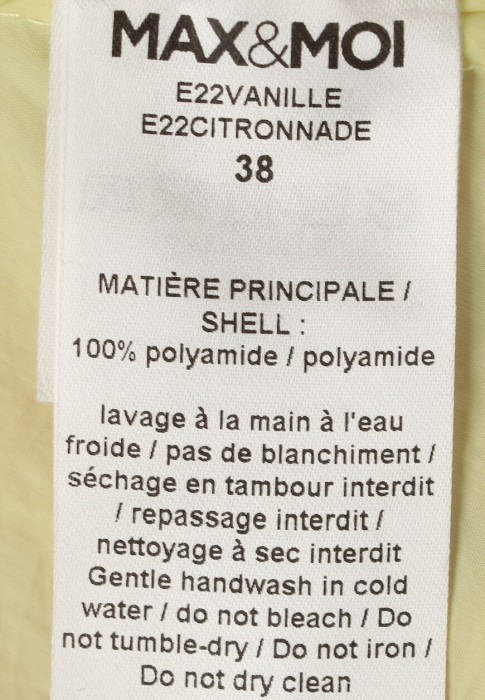 MAX&MOI
E22VANILLE
E22CITRONNADE
38
MATIÈRE PRINCIPALE /
SHELL :
100% polyamide / polyamide
lavage à la main à l'eau
froide / pas de blanchiment /
séchage en tambour interdit
/ repassage interdit /
nettoyage à sec interdit
Gentle handwash in cold
water / do not bleach / Do
not tumble-dry / Do not iron /
Do not dry clean